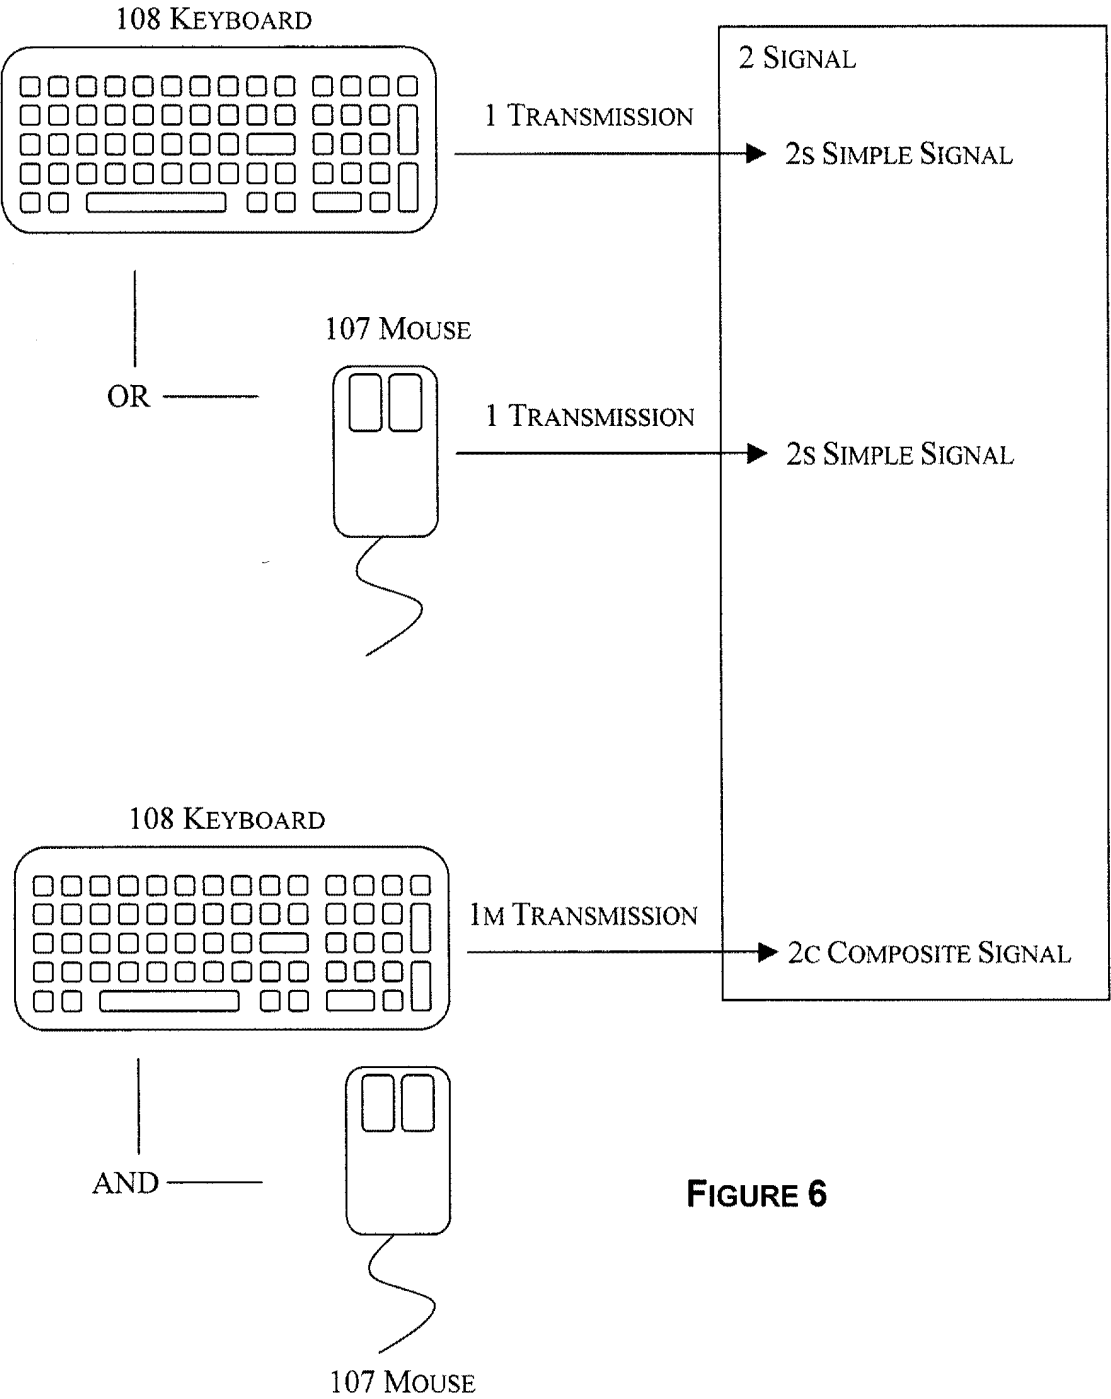 108 KEYBOARD
2 SIGNAL
1 TRANSMISSION
2S SIMPLE SIGNAL
107 MOUSE
OR
1 TRANSMISSION
2S SIMPLE SIGNAL
108 KEYBOARD
1M TRANSMISSION
2C COMPOSITE SIGNAL
AND
FIGURE 6
107 MOUSE